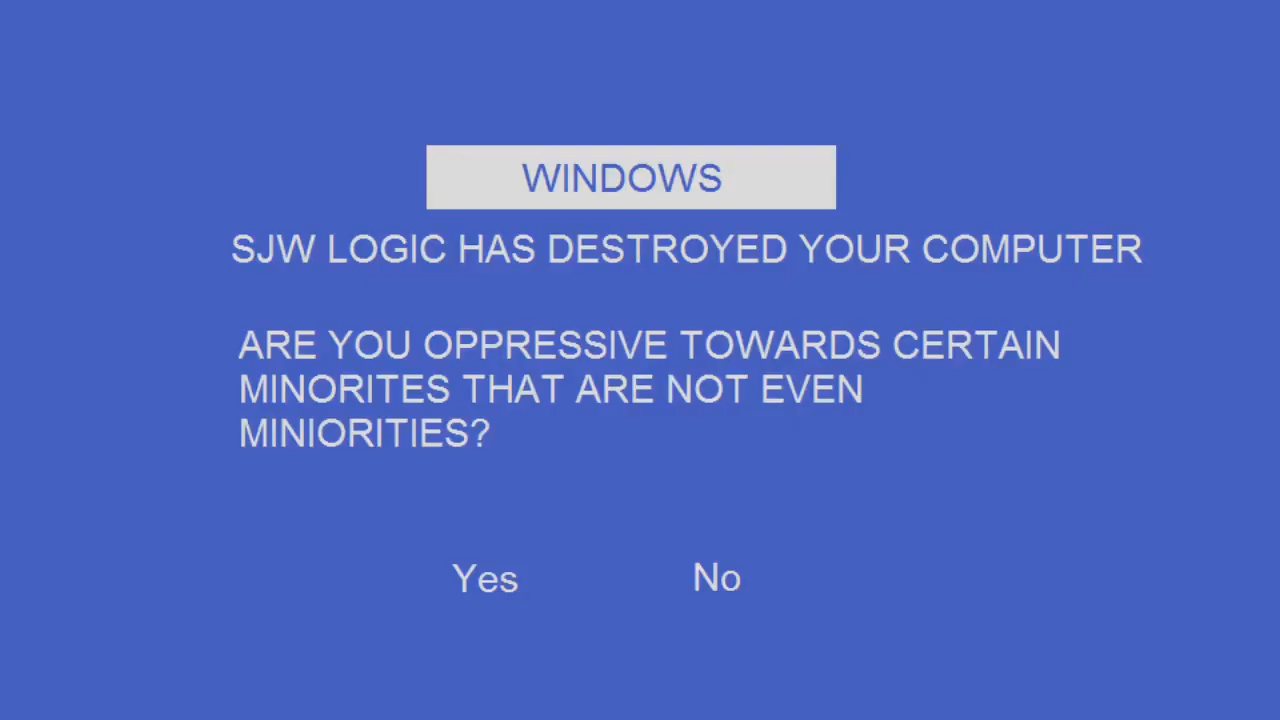 WINDOWS
SJW LOGIC HAS DESTROYED YOUR COMPUTER
ARE YOU OPPRESSIVE TOWARDS CERTAIN
MINORITES THAT ARE NOT EVEN
MINIORITIES?
Yes No